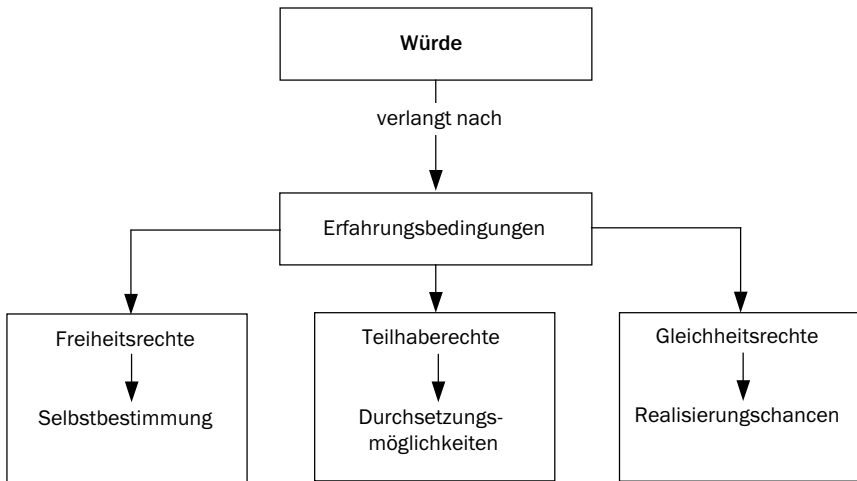 Würde
verlangt nach
Erfahrungsbedingungen
Freiheitsrechte
Selbstbestimmung
Teilhaberechte
Durchsetzungs-
möglichkeiten
Gleichheitsrechte
Realisierungschancen